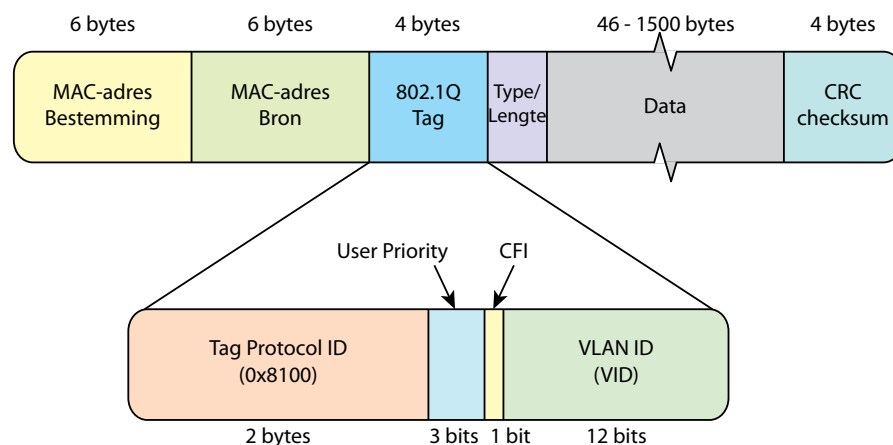 6 bytes
6 bytes
4 bytes
46 - 1500 bytes
4 bytes
MAC-adres
Bestemming
MAC-adres
Bron
802.1Q
Tag
Type/
Lengte
Data
CRC
checksum
User Priority
CFI
Tag Protocol ID
(0x8100)
VLAN ID
(VID)
2 bytes
3 bits
1 bit
12 bits